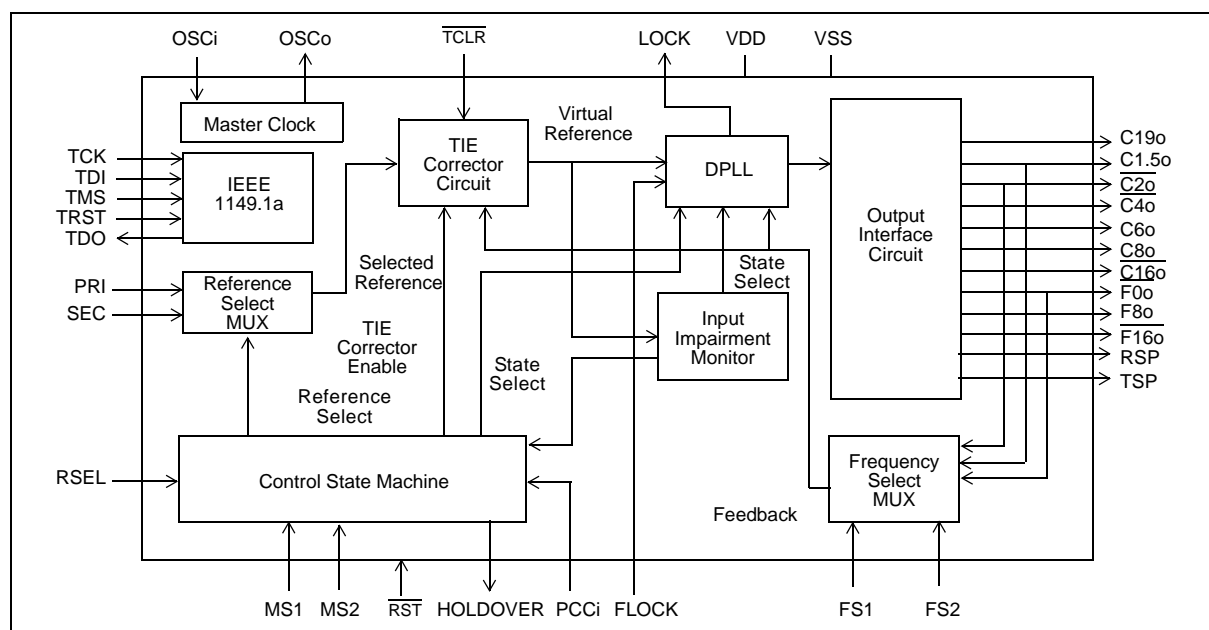 OSCi
OSCo
TCLR
LOCK
VDD
VSS
Master Clock
TIE
Corrector
Circuit
Virtual
Reference
DPLL
TCK
TDI
TMS
TRST
TDO
IEEE
1149.1a
Output
Interface
Circuit
C19o
C1.5o
C2o
C4o
C6o
C8o
C16o
F0o
F8o
F16o
RSP
TSP
PRI
SEC
Reference
Select
MUX
Selected
Reference
TIE
Corrector
Enable
Reference
Select
State
Select
State
Select
Input
Impairment
Monitor
RSEL
Control State Machine
Frequency
Select
MUX
Feedback
MS1
MS2
RST
HOLDOVER
PCCi
FLOCK
FS1
FS2